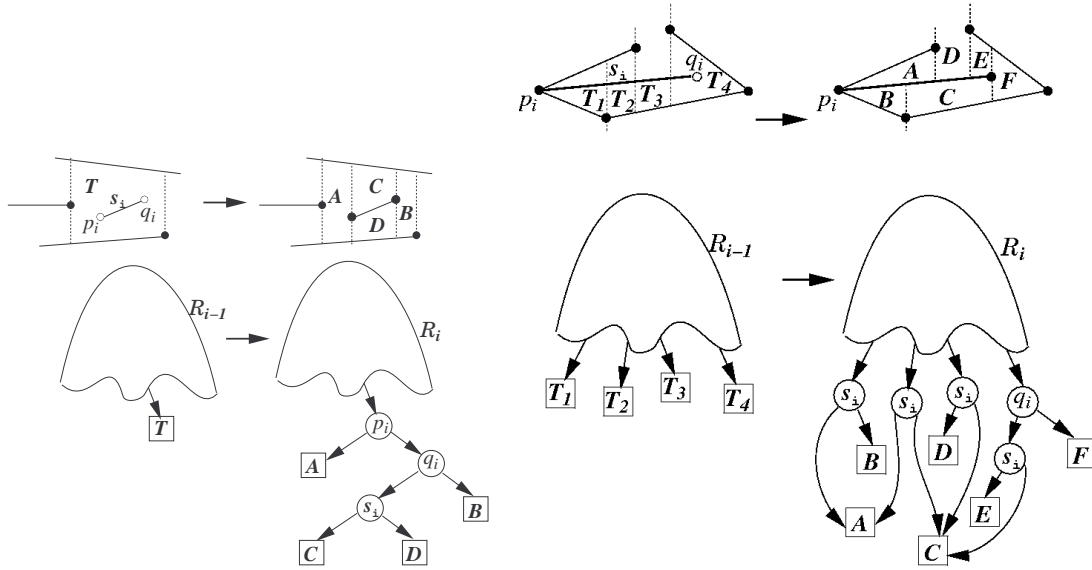 T
s_i
p_i
q_i
A
C
D
B
R_{i-1}
R_i
T
p_i
A
q_i
s_i
B
C
D
s_i
q_i
p_i
T_1
T_2
T_3
T_4
D
E
A
F
p_i
B
C
R_{i-1}
R_i
T_1
T_2
T_3
T_4
s_i
s_i
s_i
q_i
B
D
s_i
F
A
E
C